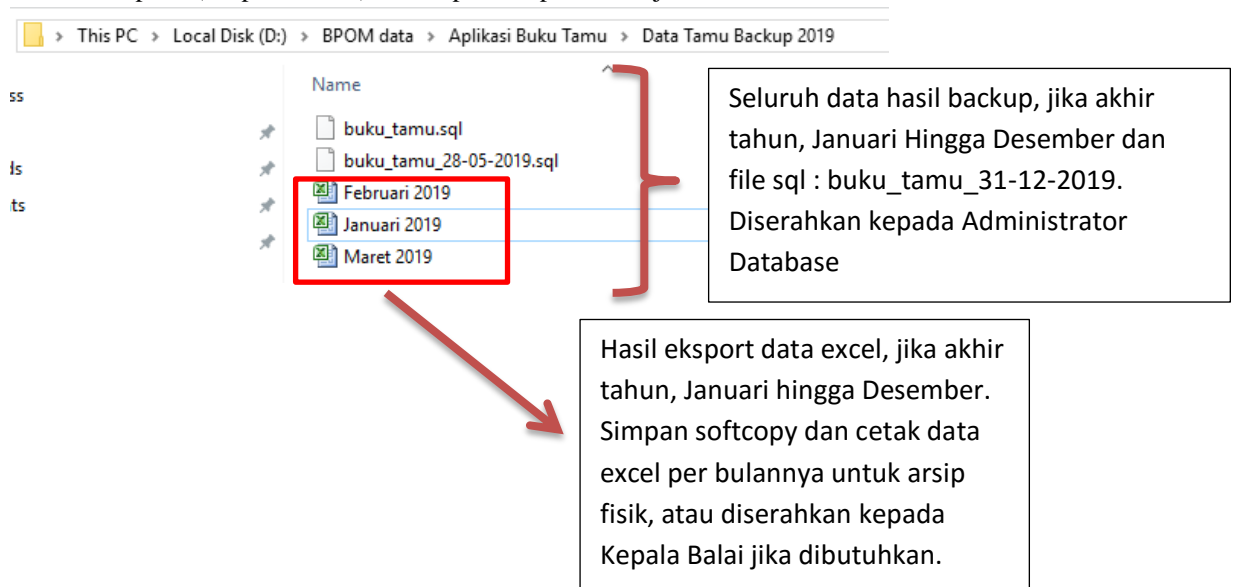 This PC > Local Disk (D:) > BPOM data > Aplikasi Buku Tamu > Data Tamu Backup 2019
Name
ss
buku_tamu.sql
ls
buku_tamu_28-05-2019.sql
ts
Februari 2019
Januari 2019
Maret 2019
Seluruh data hasil backup, jika akhir
tahun, Januari Hingga Desember dan
file sql : buku_tamu_31-12-2019.
Diserahkan kepada Administrator
Database
Hasil eksport data excel, jika akhir
tahun, Januari hingga Desember.
Simpan softcopy dan cetak data
excel per bulannya untuk arsip
fisik, atau diserahkan kepada
Kepala Balai jika dibutuhkan.